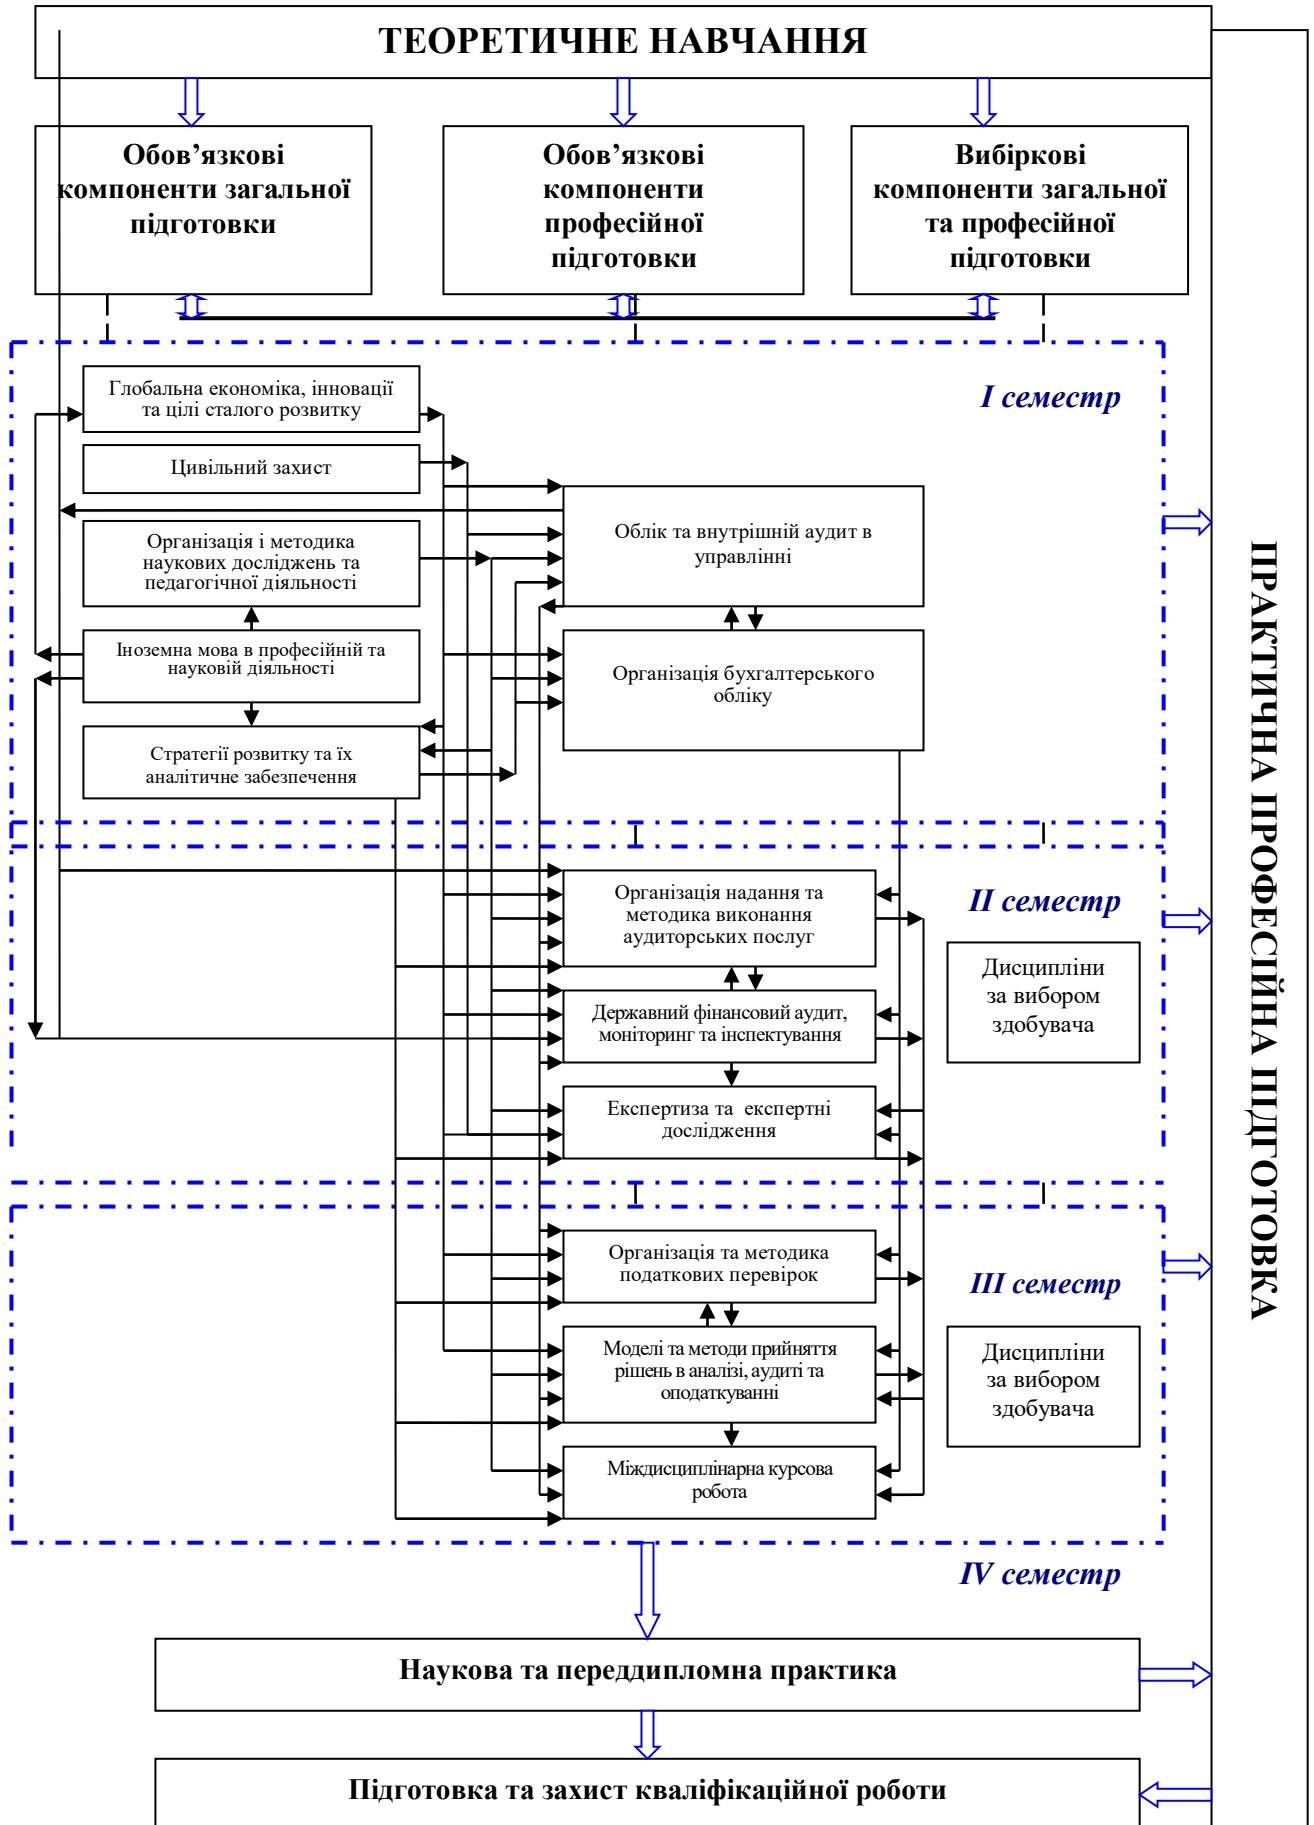 ТЕОРЕТИЧНЕ НАВЧАННЯ
Обов’язкові
компоненти загальної
підготовки
Обов’язкові
компоненти
професійної
підготовки
Вибіркові
компоненти загальної
та професійної
підготовки
I семестр
Глобальна економіка, інновації
та цілі сталого розвитку
Цивільний захист
Організація і методика
наукових досліджень та
педагогічної діяльності
Іноземна мова в професійній та
науковій діяльності
Стратегії розвитку та їх
аналітичне забезпечення
Облік та внутрішній аудит в
управлінні
Організація бухгалтерського
обліку
II семестр
Організація надання та
методика виконання
аудиторських послуг
Державний фінансовий аудит,
моніторинг та інспектування
Експертиза та експертні
дослідження
Дисципліни
за вибором
здобувача
III семестр
Організація та методика
податкових перевірок
Моделі та методи прийняття
рішень в аналізі, аудиті та
оподаткуванні
Міждисциплінарна курсова
робота
Дисципліни
за вибором
здобувача
IV семестр
Наукова та переддипломна практика
Підготовка та захист кваліфікаційної роботи
ПРАКТИЧНА ПРОФЕСІЙНА ПІДГОТОВКА